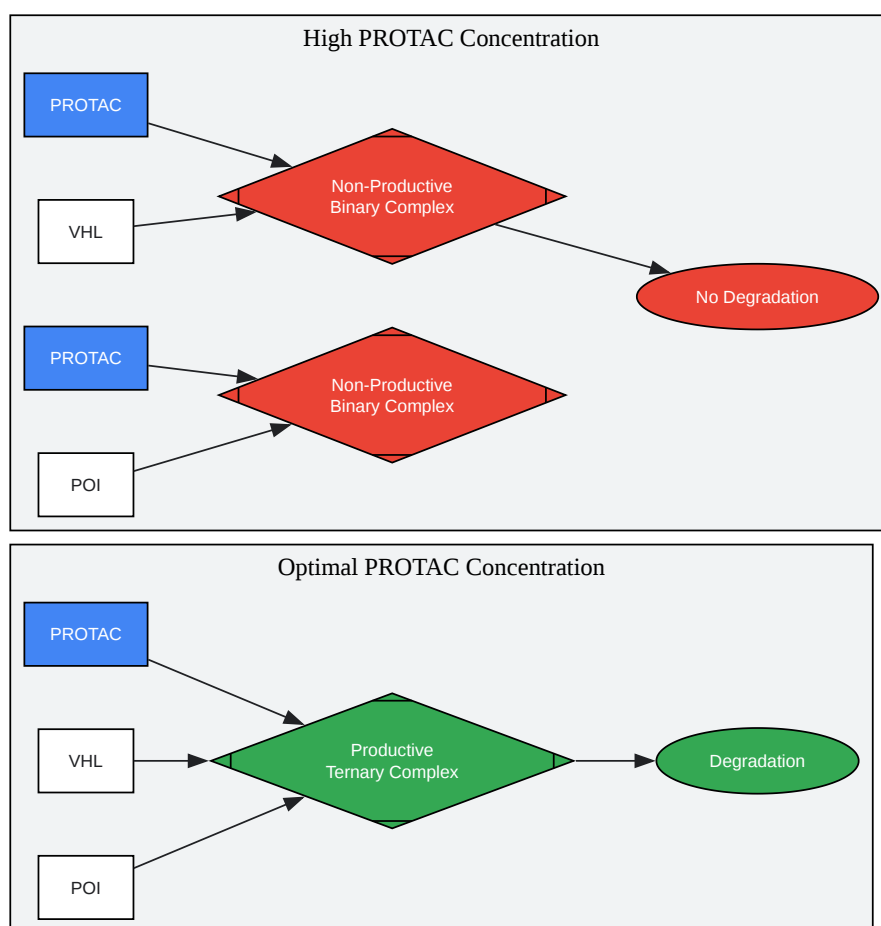 High PROTAC Concentration
PROTAC
Non-Productive
Binary Complex
VHL
No Degradation
PROTAC
Non-Productive
Binary Complex
POI
Optimal PROTAC Concentration
PROTAC
VHL
Productive
Ternary Complex
Degradation
POI